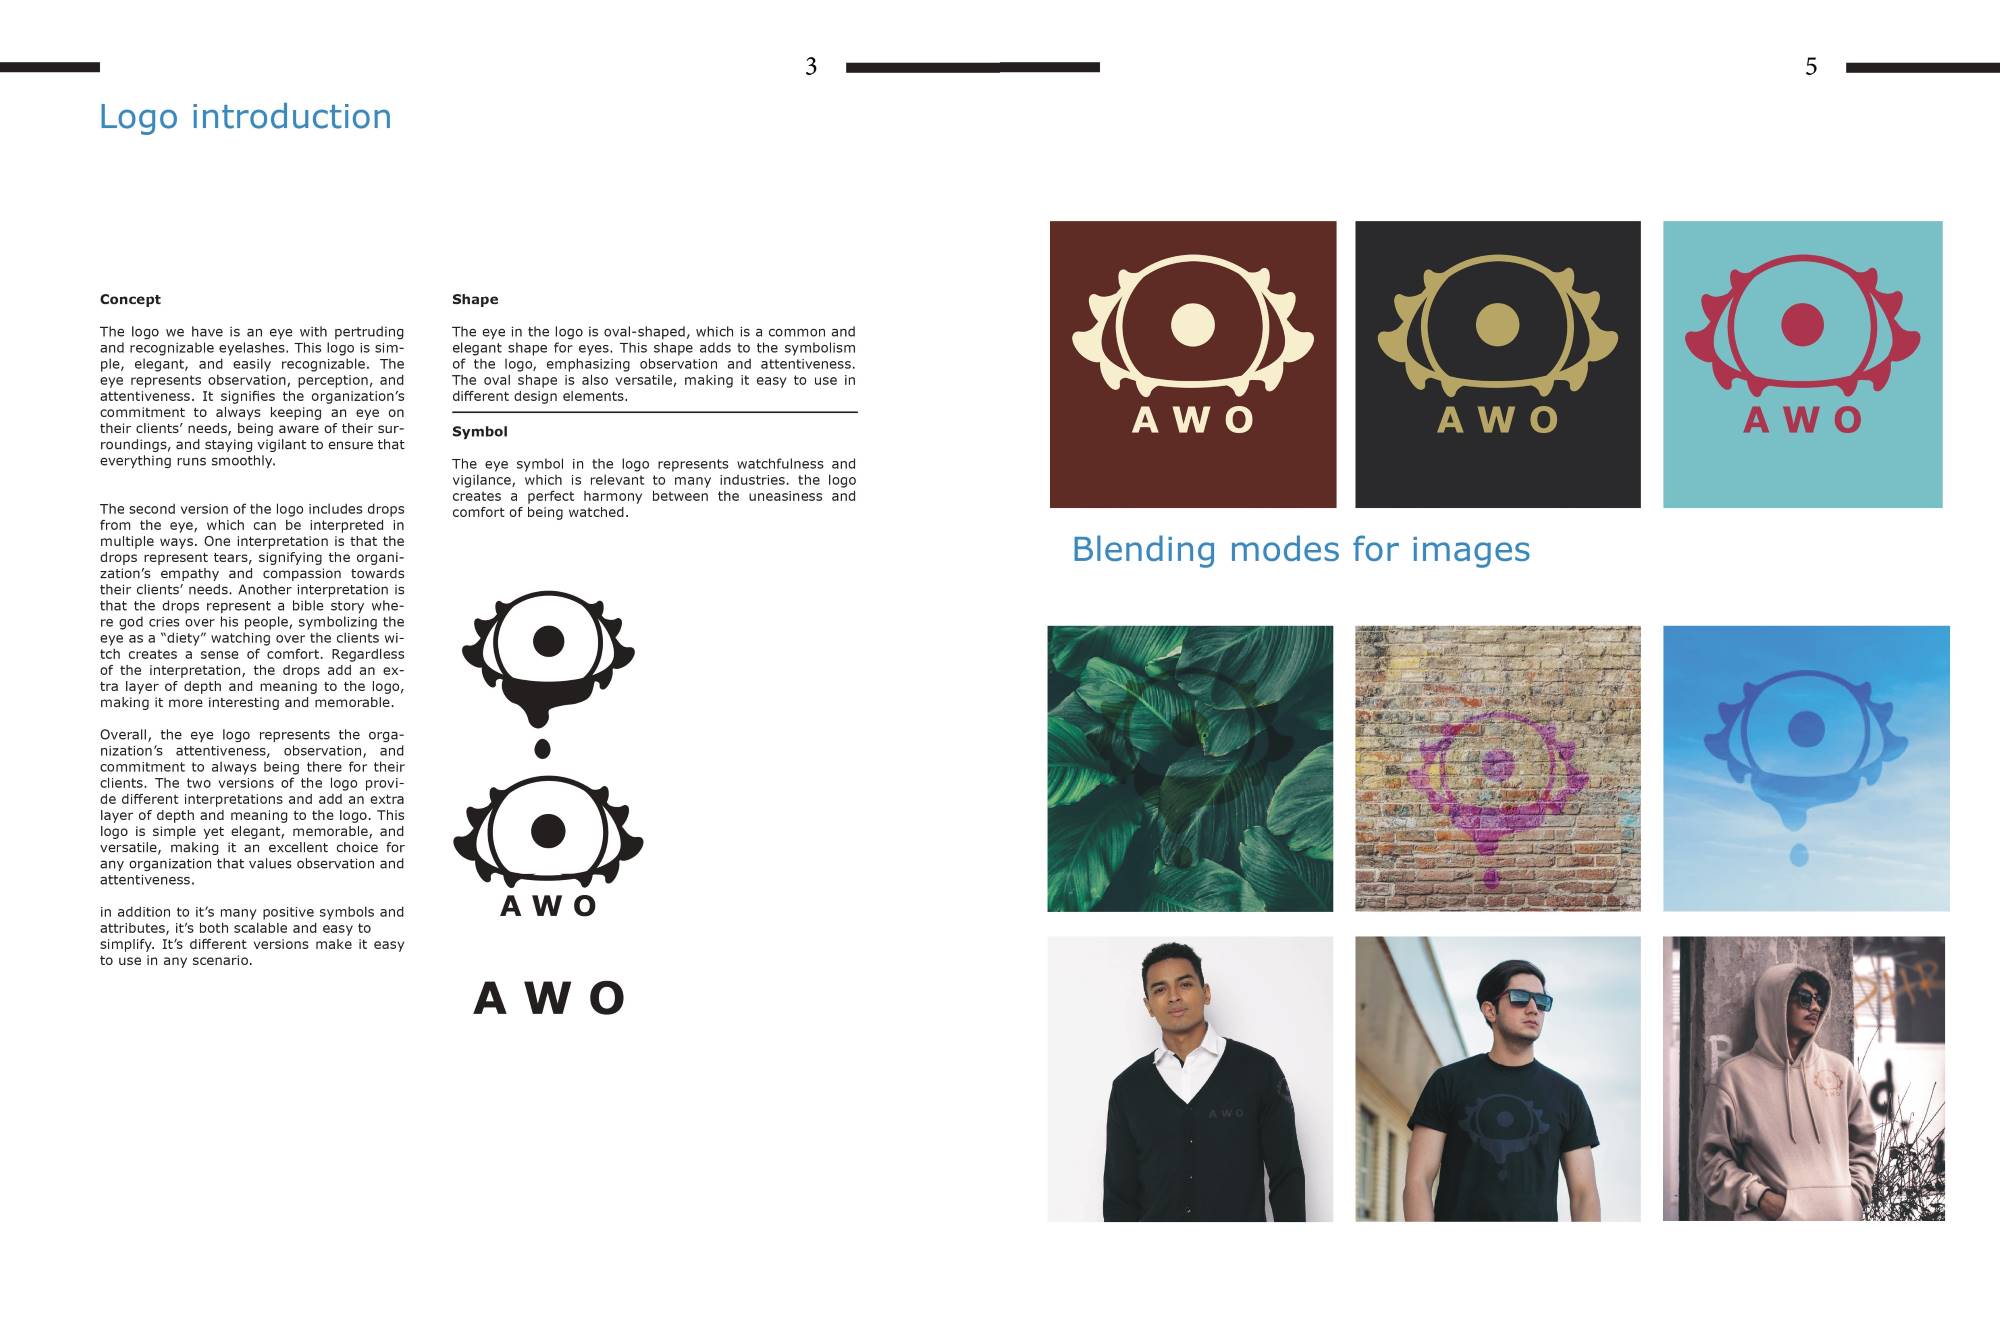 3
Logo introduction
Concept
The logo we have is an eye with pertruding
and recognizable eyelashes. This logo is sim-
ple, elegant, and easily recognizable. The
eye represents observation, perception, and
attentiveness. It signifies the organization's
commitment to always keeping an eye on
their clients' needs, being aware of their sur-
roundings, and staying vigilant to ensure that
everything runs smoothly.
The second version of the logo includes drops
from the eye, which can be interpreted in
multiple ways. One interpretation is that the
drops represent tears, signifying the organi-
zation's empathy and compassion towards
their clients' needs. Another interpretation is
that the drops represent a bible story whe-
re god cries over his people, symbolizing the
eye as a “diety” watching over the clients wi-
tch creates a sense of comfort. Regardless
of the interpretation, the drops add an ex-
tra layer of depth and meaning to the logo,
making it more interesting and memorable.
Overall, the eye logo represents the orga-
nization's attentiveness, observation, and
commitment to always being there for their
clients. The two versions of the logo provi-
de different interpretations and add an extra
layer of depth and meaning to the logo. This
logo is simple yet elegant, memorable, and
versatile, making it an excellent choice for
any organization that values observation and
attentiveness.
in addition to it's many positive symbols and
attributes, it's both scalable and easy to
simplify. It's different versions make it easy
to use in any scenario.
Shape
The eye in the logo is oval-shaped, which is a common and
elegant shape for eyes. This shape adds to the symbolism
of the logo, emphasizing observation and attentiveness.
The oval shape is also versatile, making it easy to use in
different design elements.
Symbol
The eye symbol in the logo represents watchfulness and
vigilance, which is relevant to many industries. the logo
creates a perfect harmony between the uneasiness and
comfort of being watched.
AWO
AWO
5
AWO
AWO
AWO
Blending modes for images
AWO